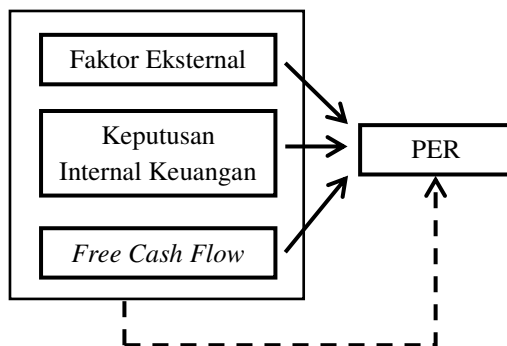 Faktor Eksternal
Keputusan
Internal Keuangan
PER
Free Cash Flow